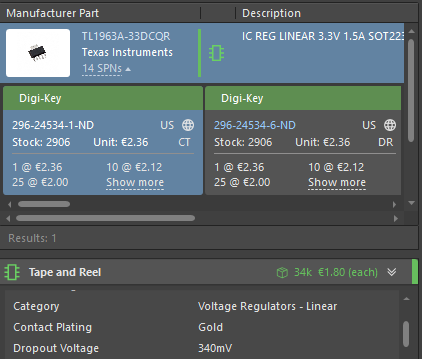 Manufacturer Part
Description
TL1963A-33DCQR
Texas Instruments
14 SPNs
IC REG LINEAR 3.3V 1.5A SOT223
Digi-Key
296-24534-1-ND US
Stock: 2906 Unit: €2.36 CT
1 @ €2.36 10 @ €2.12
25 @ €2.00 Show more
Digi-Key
296-24534-6-ND US
Stock: 2906 Unit: €2.36 DR
1 @ €2.36 10 @ €2.12
25 @ €2.00 Show more
Results: 1
Tape and Reel 34k €1.80 (each)
Category Voltage Regulators - Linear
Contact Plating Gold
Dropout Voltage 340mV